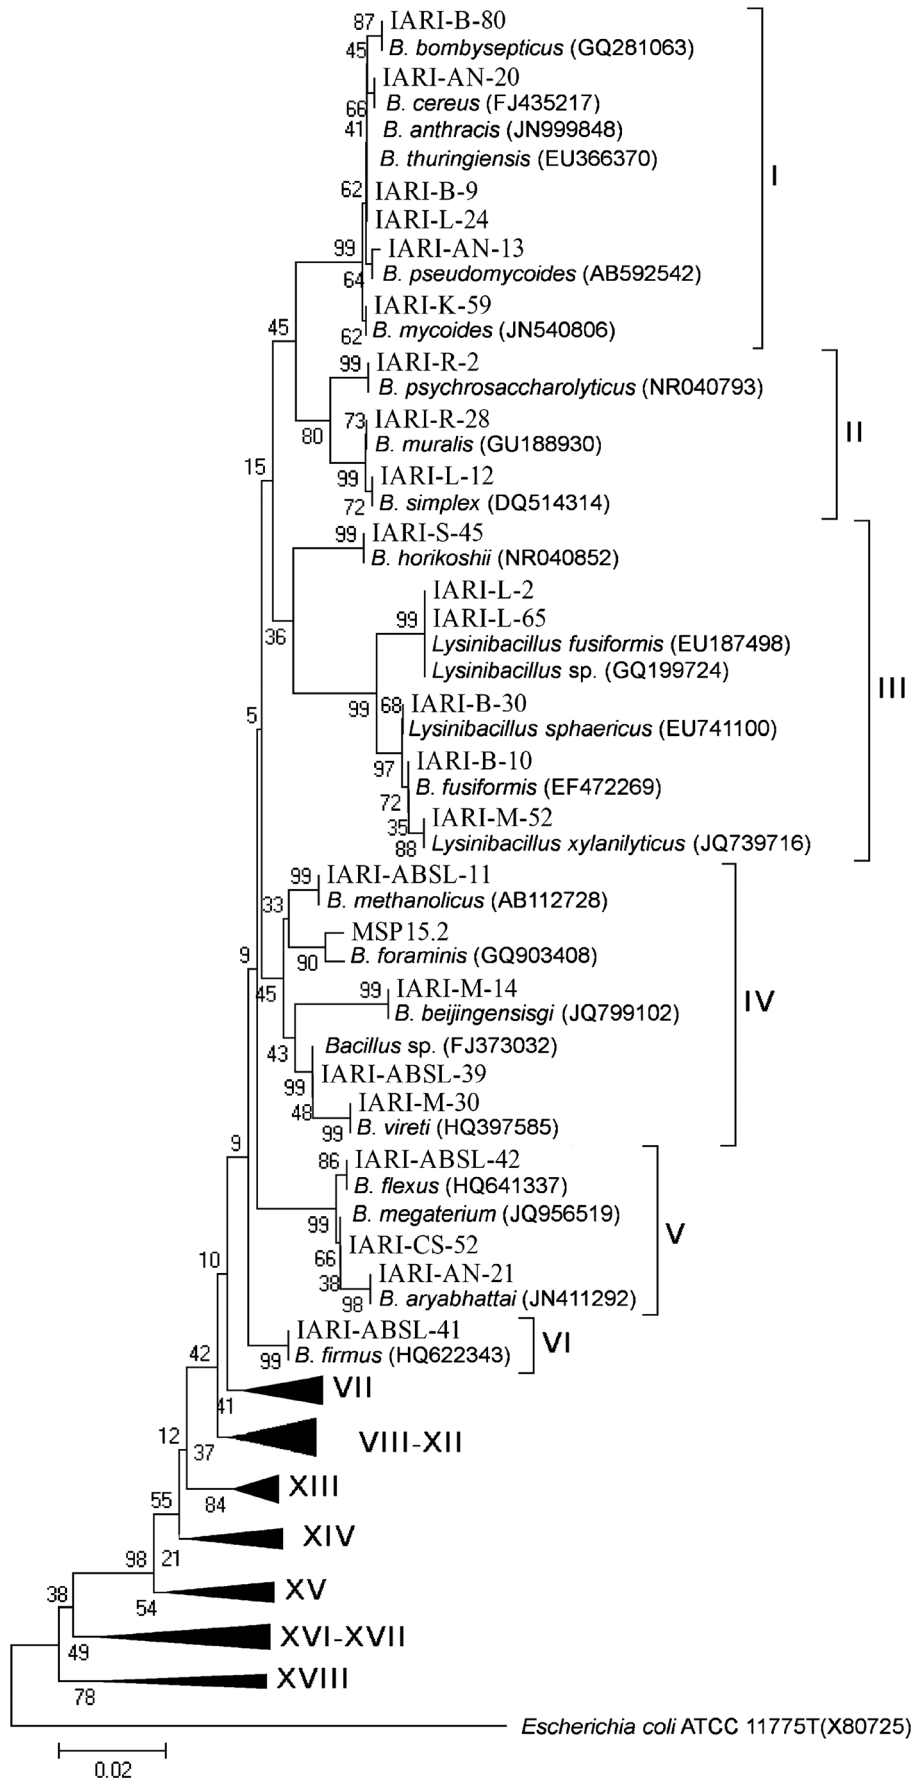 87 IARI-B-80
45 B. bombysepticus (GQ281063)
IARI-AN-20
66 B. cereus (FJ435217)
41 B. anthracis (JN999848)
B. thuringiensis (EU366370)
I
62 IARI-B-9
IARI-L-24
99 IARI-AN-13
64 B. pseudomycoides (AB592542)
IARI-K-59
62 B. mycoides (JN540806)
45
99 IARI-R-2
B. psychrosaccharolyticus (NR040793)
73 IARI-R-28
80 B. muralis (GU188930)
II
99 IARI-L-12
72 B. simplex (DQ514314)
15
99 IARI-S-45
B. horikoshii (NR040852)
IARI-L-2
99 IARI-L-65
36 Lysinibacillus fusiformis (EU187498)
Lysinibacillus sp. (GQ199724)
III
99 68 IARI-B-30
5 Lysinibacillus sphaericus (EU741100)
97 IARI-B-10
B. fusiformis (EF472269)
72
35 IARI-M-52
88 Lysinibacillus xylanilyticus (JQ739716)
99 IARI-ABSL-11
33 B. methanolicus (AB112728)
MSP15.2
9 90 B. foraminis (GQ903408)
45 99 IARI-M-14
IV
B. beijingensisgi (JQ799102)
43 Bacillus sp. (FJ373032)
99 IARI-ABSL-39
48 IARI-M-30
99 B. vireti (HQ397585)
9
86 IARI-ABSL-42
B. flexus (HQ641337)
99 B. megaterium (JQ956519)
V
66 IARI-CS-52
10
38 IARI-AN-21
98 B. aryabhattai (JN411292)
IARI-ABSL-41
VI
42 99 B. firmus (HQ622343)
VII
41
12 37 VIII-XII
XIII
55 84
XIV
98 21
38 XV
54
XVI-XVII
49
XVIII
78
Escherichia coli ATCC 11775T(X80725)
0.02